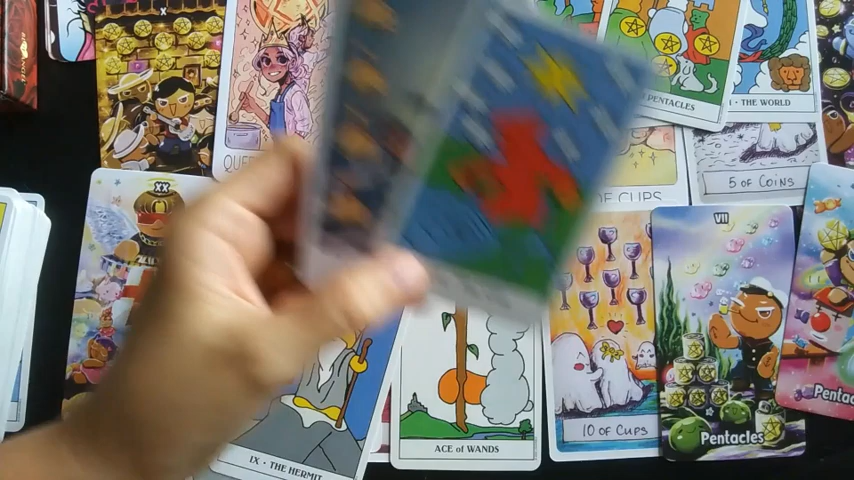 X
QUEE
PENTACLES
I • THE WORLD
OF CUPS
5 OF COINS
XX
VII
10 OF CUPS
Pentacles
Pentac
IX • THE HERMIT
ACE of WANDS